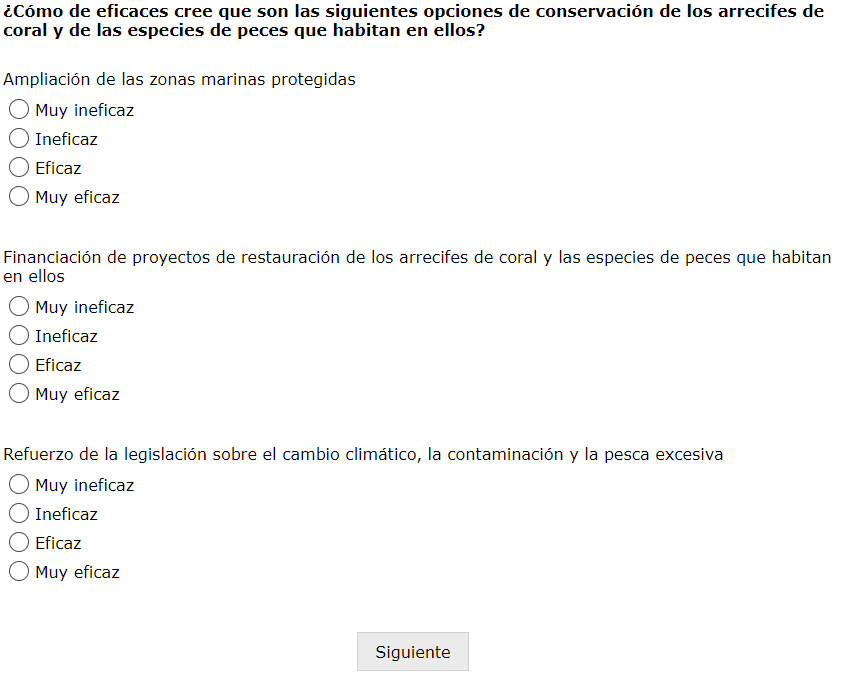 ¿Cómo de eficaces cree que son las siguientes opciones de conservación de los arrecifes de
coral y de las especies de peces que habitan en ellos?
Ampliación de las zonas marinas protegidas
Muy ineficaz
Ineficaz
Eficaz
Muy eficaz
Financiación de proyectos de restauración de los arrecifes de coral y las especies de peces que habitan
en ellos
Muy ineficaz
Ineficaz
Eficaz
Muy eficaz
Refuerzo de la legislación sobre el cambio climático, la contaminación y la pesca excesiva
Muy ineficaz
Ineficaz
Eficaz
Muy eficaz
Siguiente